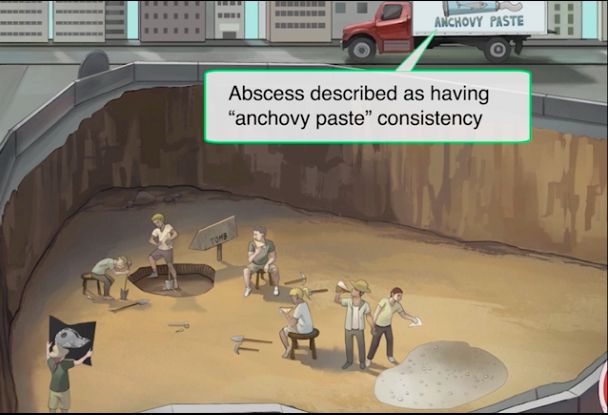 ANCHOVY PASTE
Abscess described as having
“anchovy paste” consistency
TOMB